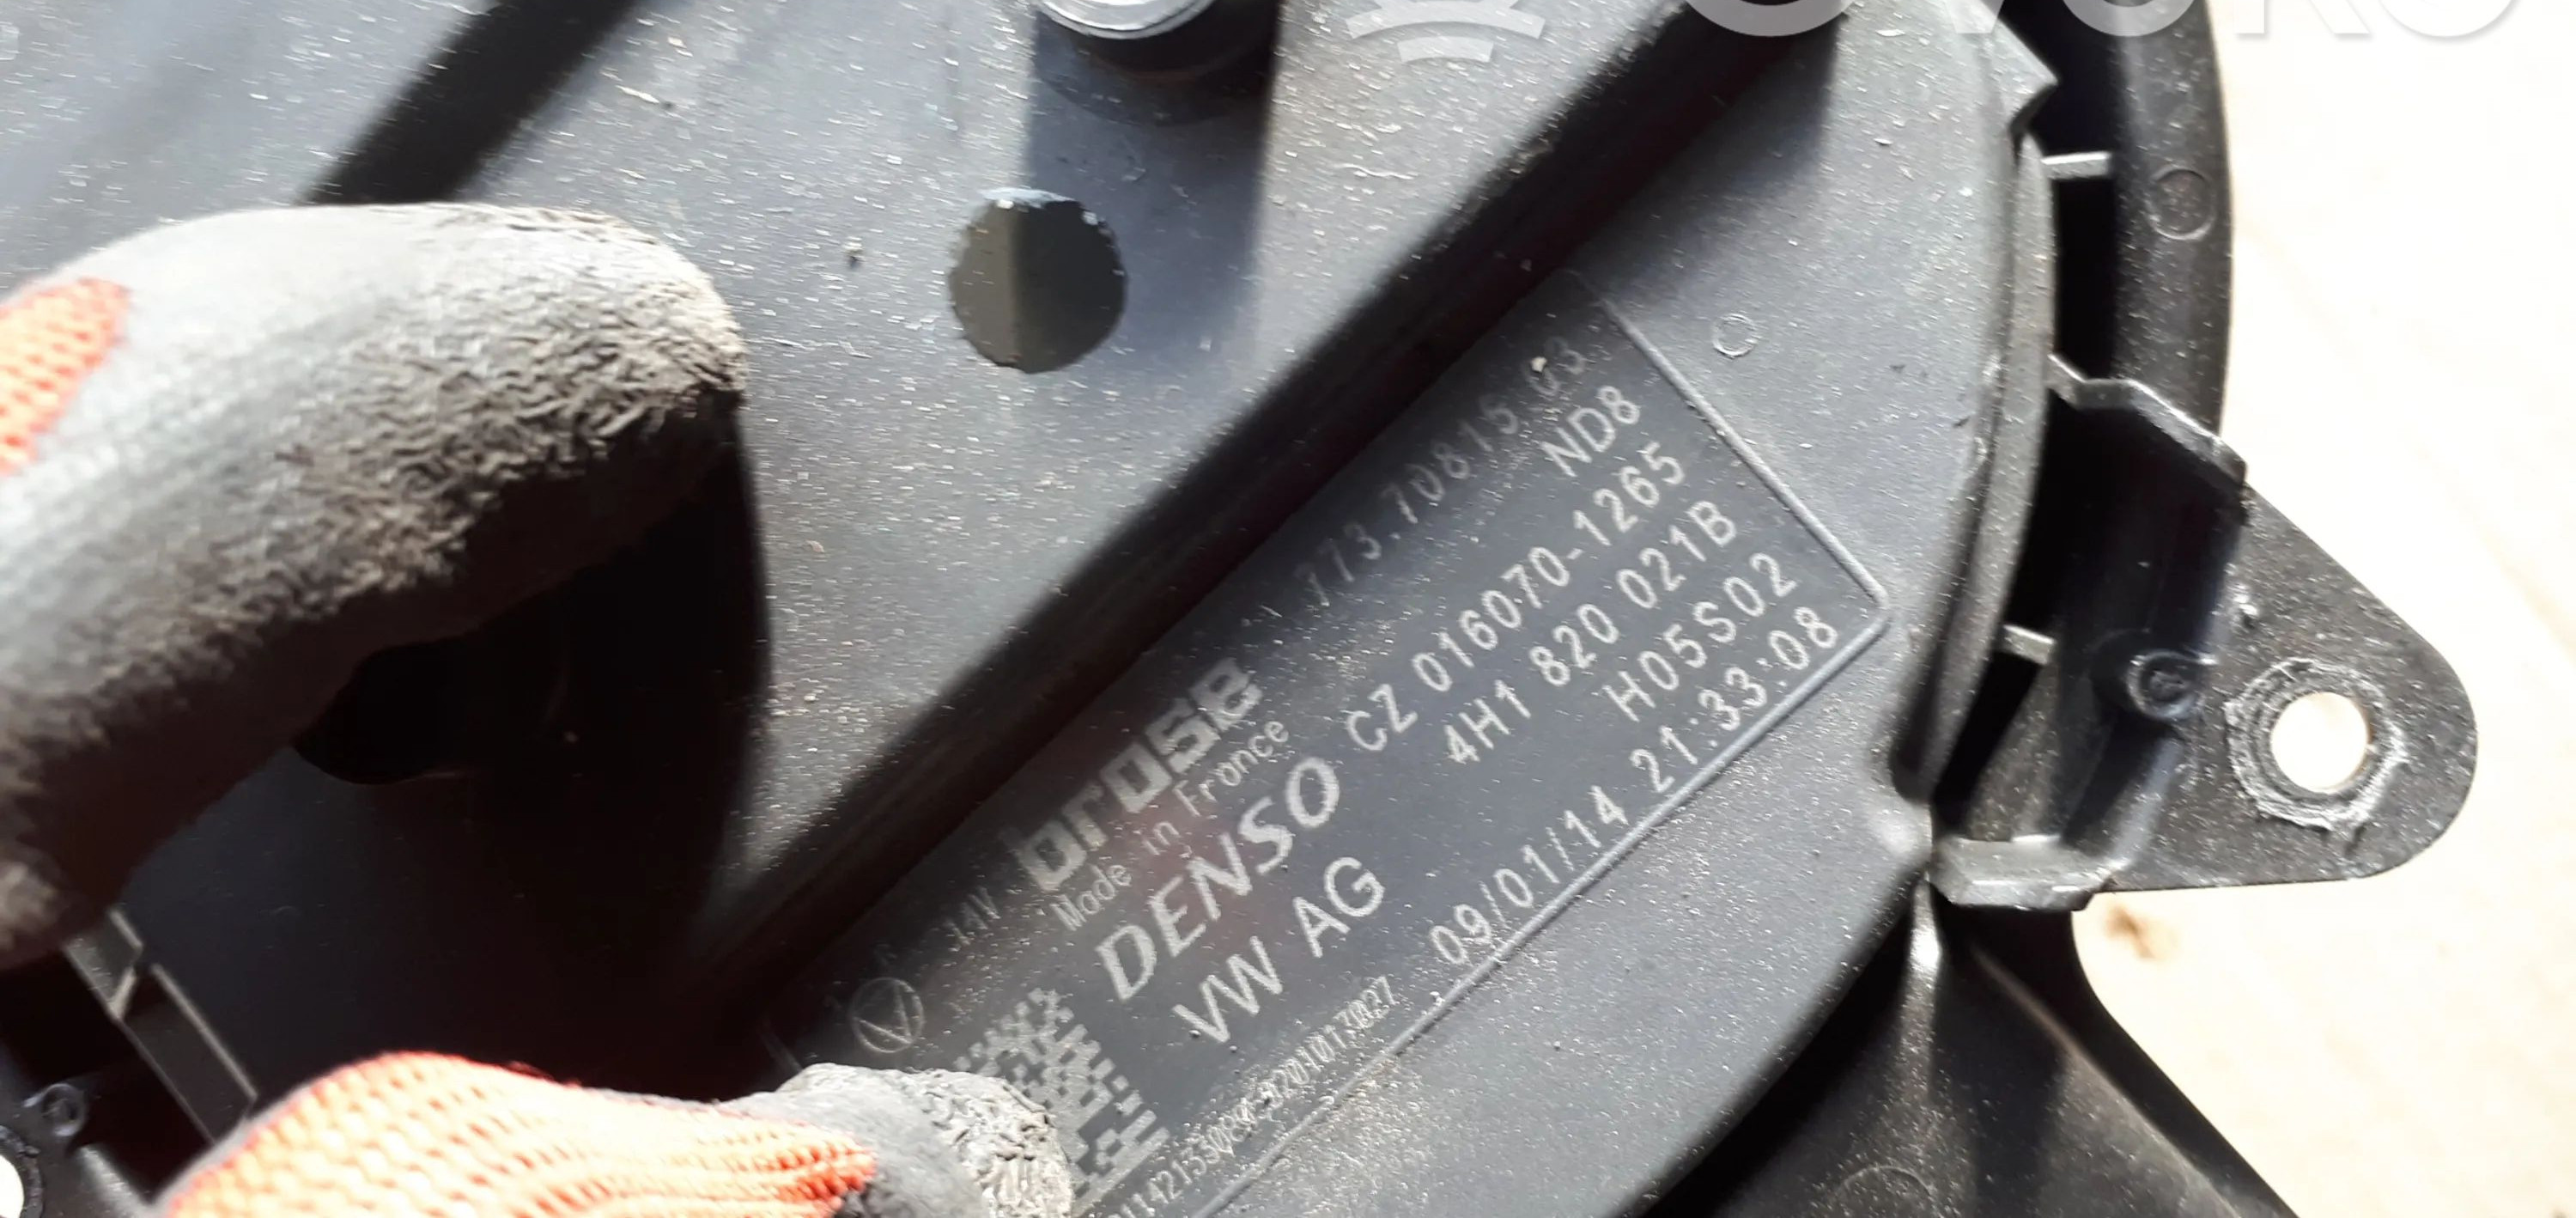 14V
brose 773.70815.03
Made in France ND8
DENSO CZ 016070-1265
4H1 820 021B
VW AG H05S02
09/01/14 21:33:08